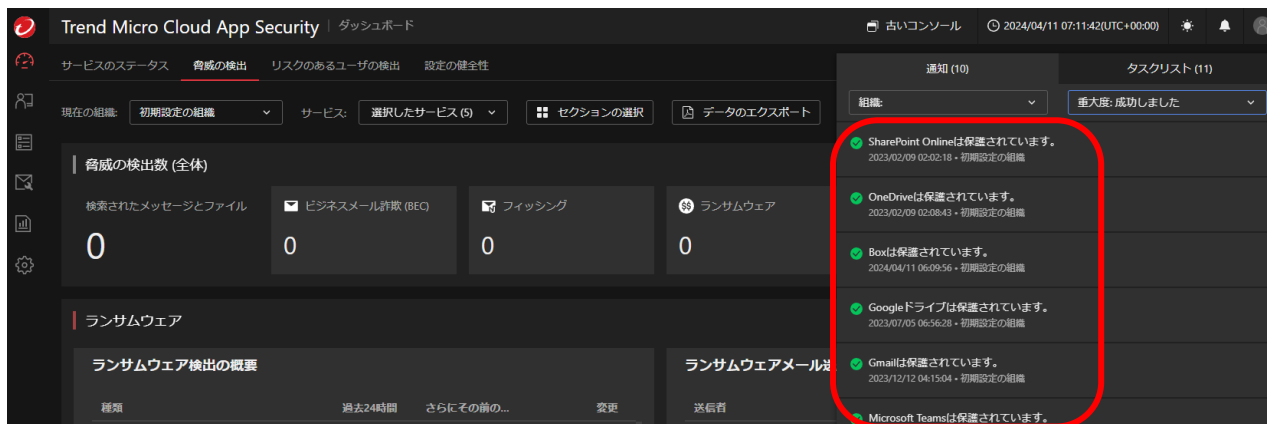 Trend Micro Cloud App Security | ダッシュボード
古いコンソール
2024/04/11 07:11:42(UTC+00:00)
サービスのステータス 脅威の検出 リスクのあるユーザの検出 設定の健全性
現在の組織: 初期設定の組織 サービス: 選択したサービス (5) セクションの選択 データのエクスポート
脅威の検出数 (全体)
検索されたメッセージとファイル
0
ビジネスメール詐欺 (BEC)
0
フィッシング
0
ランサムウェア
0
ランサムウェア
ランサムウェア検出の概要
種類 過去24時間 さらにその前の... 変更
ランサムウェアメール送
送信者
通知 (10) タスクリスト (11)
組織: 重大度: 成功しました
SharePoint Onlineは保護されています。
2023/02/09 02:02:18 • 初期設定の組織
OneDriveは保護されています。
2023/02/09 02:08:43 • 初期設定の組織
Boxは保護されています。
2024/04/11 06:09:56 • 初期設定の組織
Googleドライブは保護されています。
2023/07/05 06:56:28 • 初期設定の組織
Gmailは保護されています。
2023/12/12 04:15:04 • 初期設定の組織
Microsoft Teamsは保護されています。